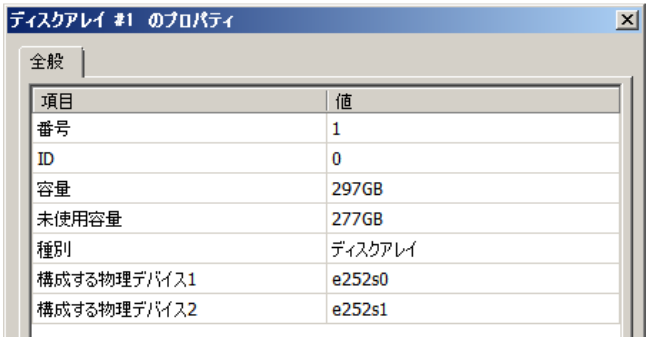 ディスクアレイ #1 のプロパティ
全般
項目 値
番号 1
ID 0
容量 297GB
未使用容量 277GB
種別 ディスクアレイ
構成する物理デバイス1 e252s0
構成する物理デバイス2 e252s1